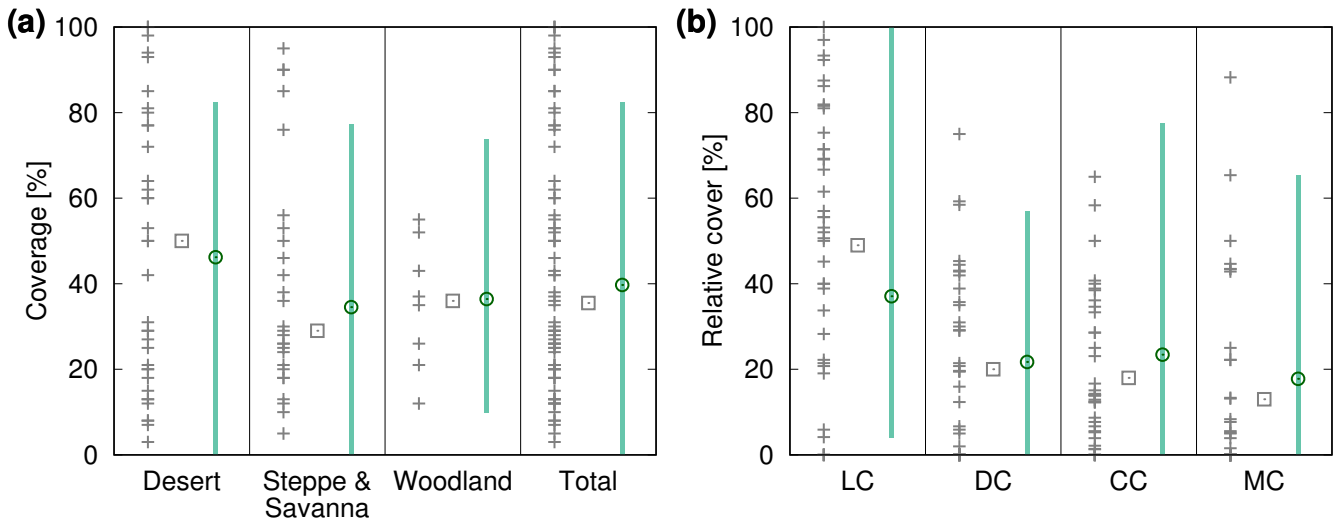 (a)
Coverage [%]
100
80
60
40
20
0
Desert
Steppe &
Savanna
Woodland
Total
(b)
Relative cover [%]
100
80
60
40
20
0
LC
DC
CC
MC